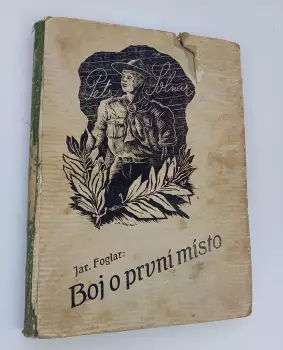 Petr Solnar
Jar. Foglar:
Boj o první místo